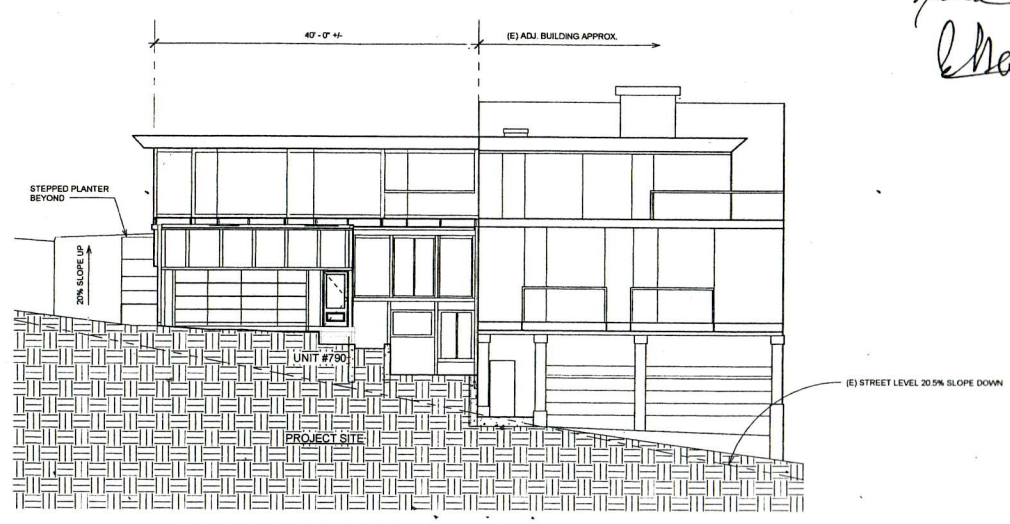 40' - 0" +/-
(E) ADJ. BUILDING APPROX.
STEPPED PLANTER
BEYOND
20% SLOPE UP
UNIT #790
(E) STREET LEVEL 20.5% SLOPE DOWN
PROJECT SITE